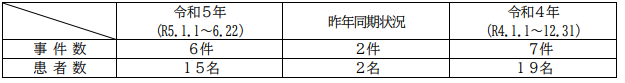 令和５年
(R5.1.1～6.22)
昨年同期状況
令和４年
(R4.1.1～12.31)
事件数 ６件 ２件 ７件
患者数 １５名 ２名 １９名